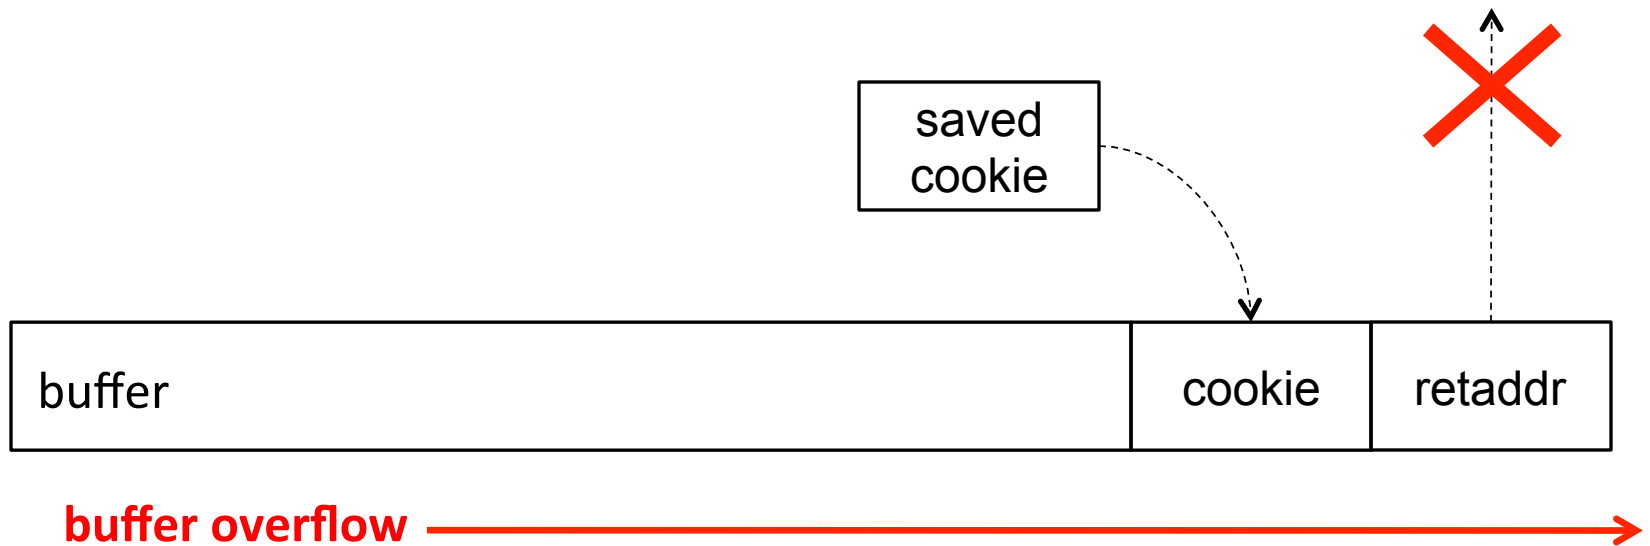 saved
cookie
buffer
cookie
retaddr
buffer overflow